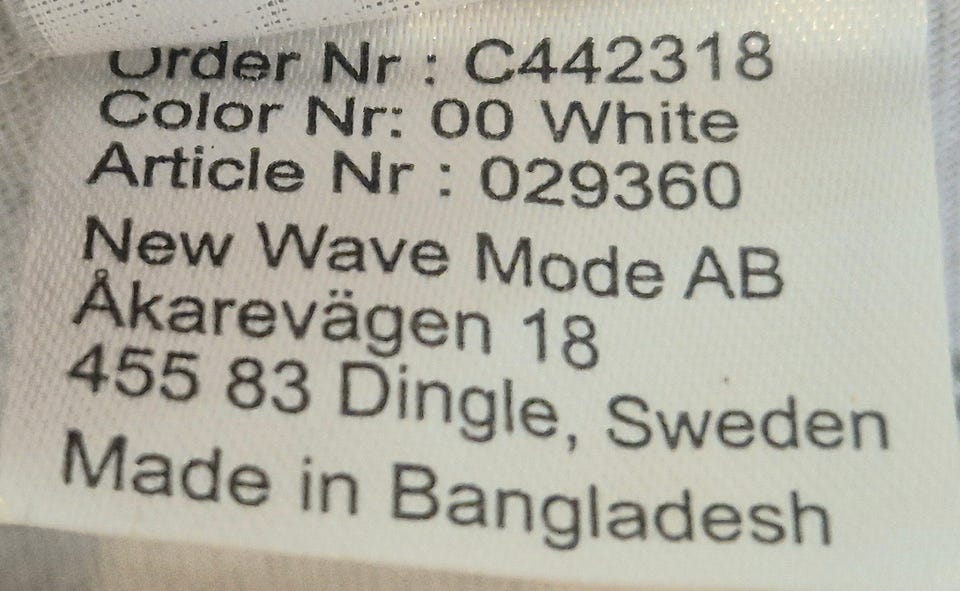 Order Nr : C442318
Color Nr: 00 White
Article Nr : 029360
New Wave Mode AB
Åkarevägen 18
455 83 Dingle, Sweden
Made in Bangladesh